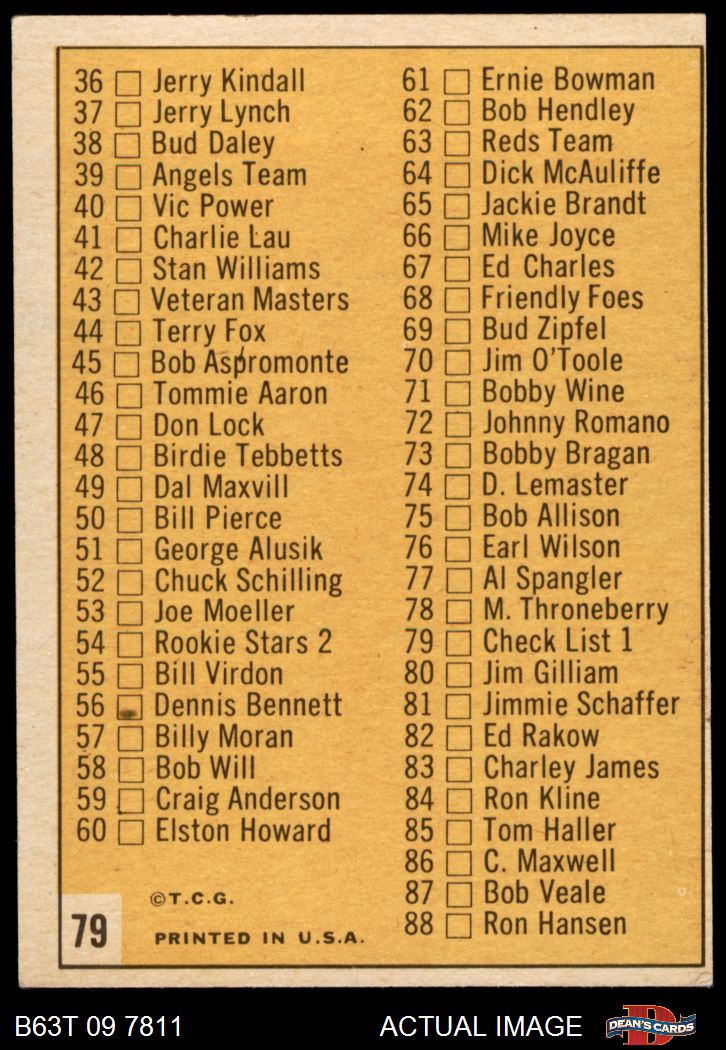 36 Jerry Kindall
37 Jerry Lynch
38 Bud Daley
39 Angels Team
40 Vic Power
41 Charlie Lau
42 Stan Williams
43 Veteran Masters
44 Terry Fox
45 Bob Aspromonte
46 Tommie Aaron
47 Don Lock
48 Birdie Tebbetts
49 Dal Maxvill
50 Bill Pierce
51 George Alusik
52 Chuck Schilling
53 Joe Moeller
54 Rookie Stars 2
55 Bill Virdon
56 Dennis Bennett
57 Billy Moran
58 Bob Will
59 Craig Anderson
60 Elston Howard
61 Ernie Bowman
62 Bob Hendley
63 Reds Team
64 Dick McAuliffe
65 Jackie Brandt
66 Mike Joyce
67 Ed Charles
68 Friendly Foes
69 Bud Zipfel
70 Jim O'Toole
71 Bobby Wine
72 Johnny Romano
73 Bobby Bragan
74 D. Lemaster
75 Bob Allison
76 Earl Wilson
77 Al Spangler
78 M. Throneberry
79 Check List 1
80 Jim Gilliam
81 Jimmie Schaffer
82 Ed Rakow
83 Charley James
84 Ron Kline
85 Tom Haller
86 C. Maxwell
87 Bob Veale
88 Ron Hansen
©T.C.G.
79
PRINTED IN U.S.A.
B63T 09 7811
ACTUAL IMAGE
D
DEAN'S CARDS